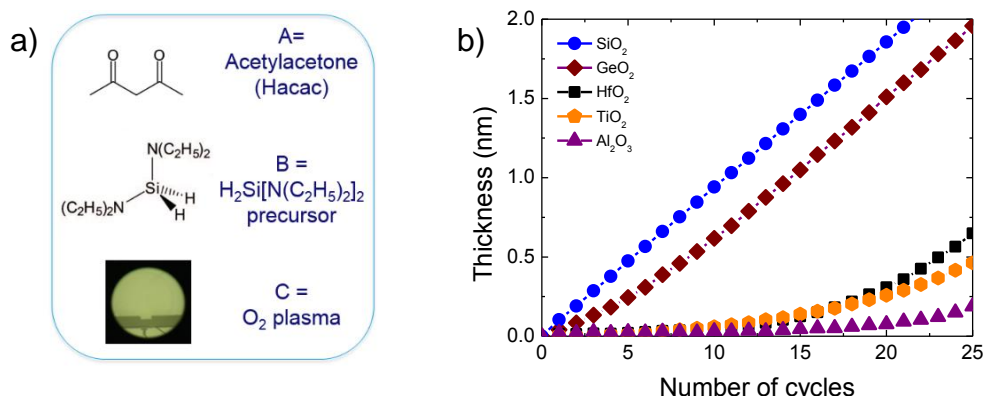 a)
A=
Acetylacetone
(Hacac)
O O
N(C₂H₅)₂
Si
H
H
(C₂H₅)₂N
B =
H₂Si[N(C₂H₅)₂]₂
precursor
C =
O₂ plasma
b)
Thickness (nm)
2.0
1.5
1.0
0.5
0.0
SiO₂
GeO₂
HfO₂
TiO₂
Al₂O₃
0 5 10 15 20 25
Number of cycles